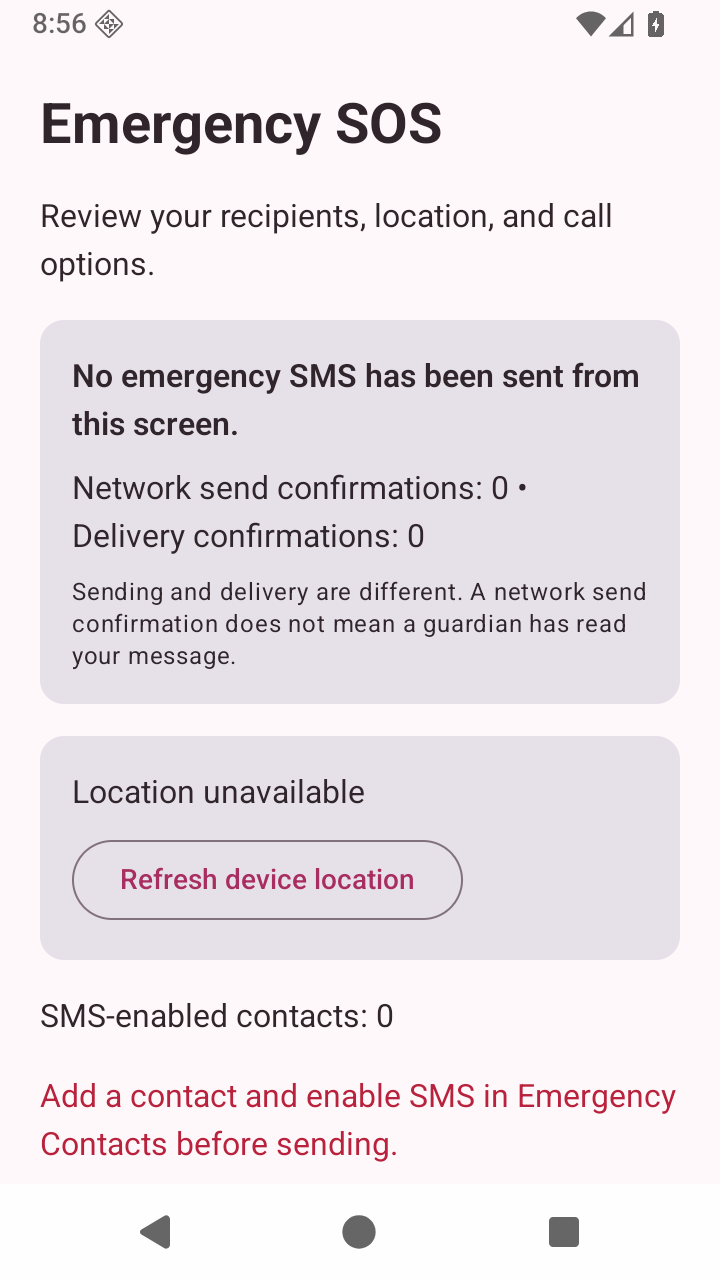 8:56
Emergency SOS
Review your recipients, location, and call
options.
No emergency SMS has been sent from
this screen.
Network send confirmations: 0 •
Delivery confirmations: 0
Sending and delivery are different. A network send
confirmation does not mean a guardian has read
your message.
Location unavailable
Refresh device location
SMS-enabled contacts: 0
Add a contact and enable SMS in Emergency
Contacts before sending.